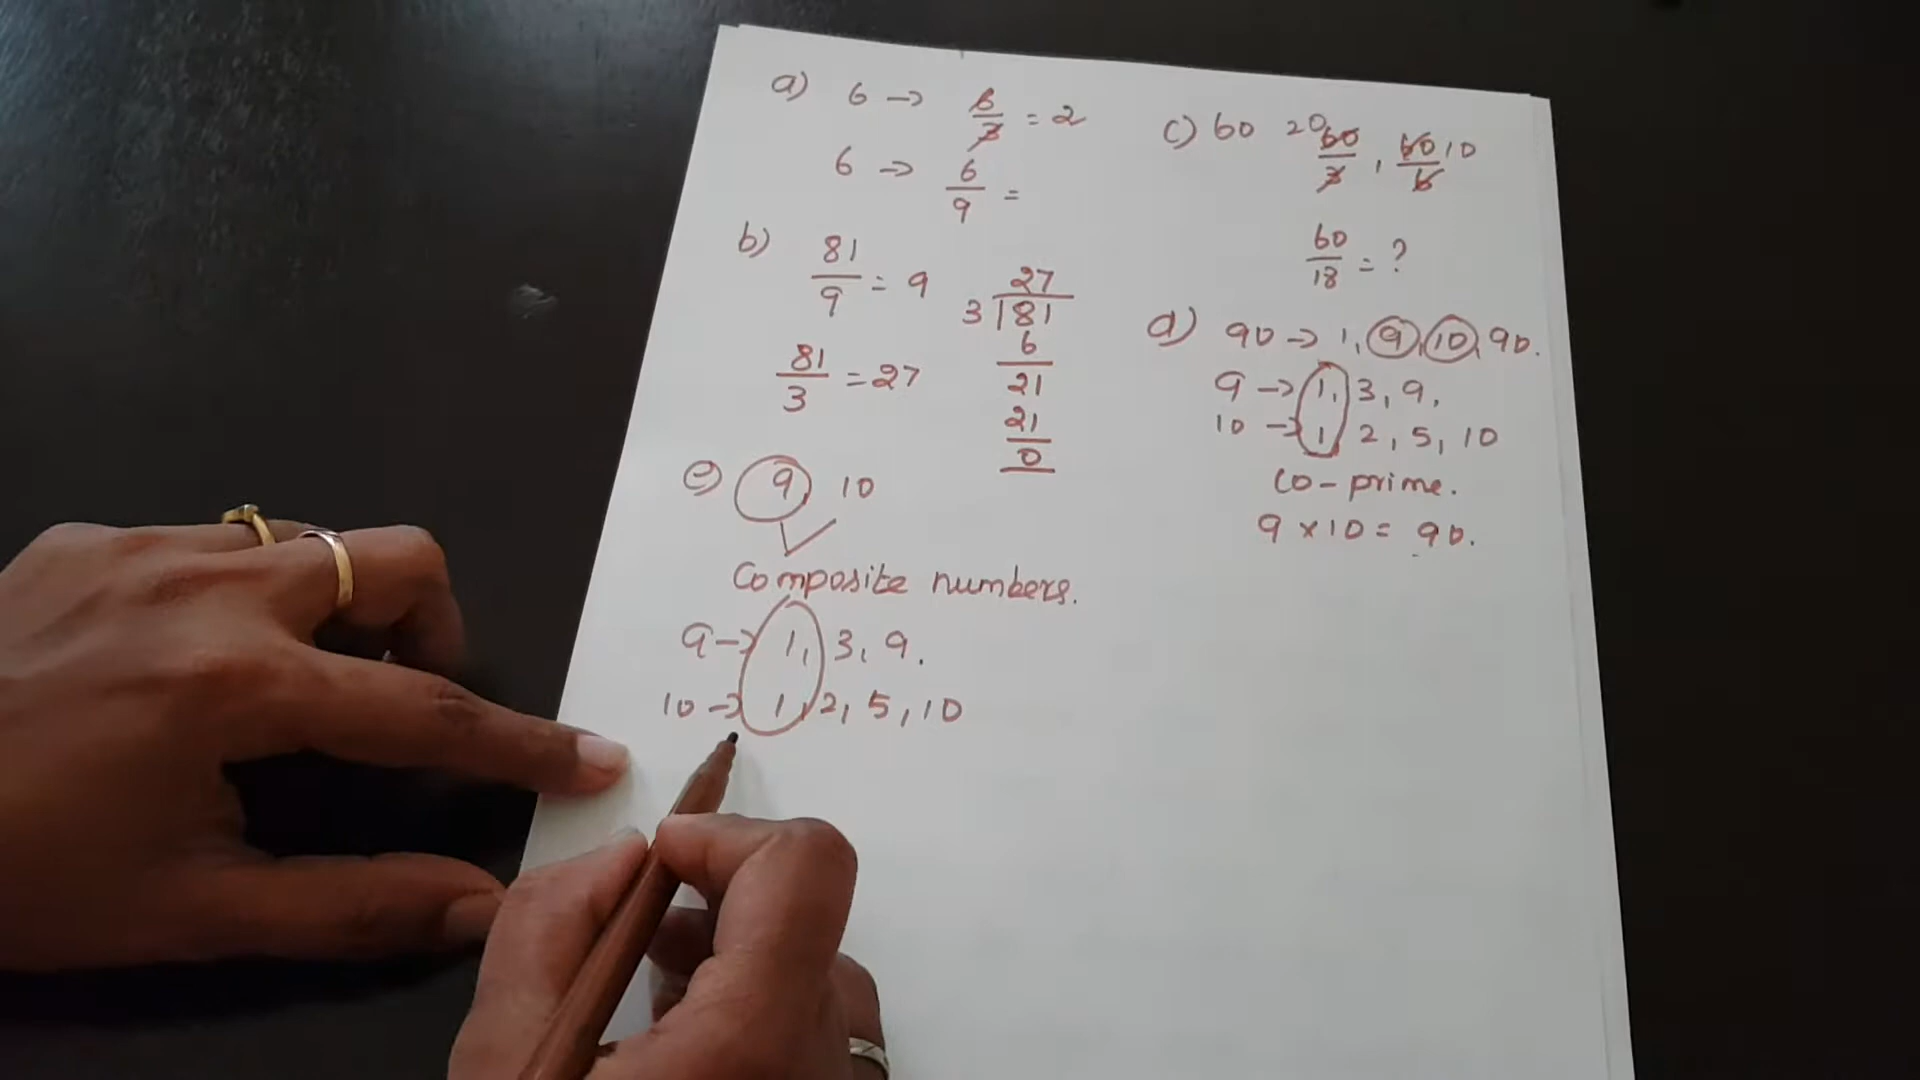 a) 6 → 6/3 = 2
6 → 6/9 =
b) 81/9 = 9
81/3 = 27
27
3 | 81
6
21
21
0
c) 60 20 60/3 , 60/6 10
60/18 = ?
d) 90 → 1, 9, 10, 90.
9 → 1, 3, 9,
10 → 1, 2, 5, 10
co-prime.
9 x 10 = 90.
e) 9, 10
Composite numbers.
9 → 1, 3, 9.
10 → 1, 2, 5, 10